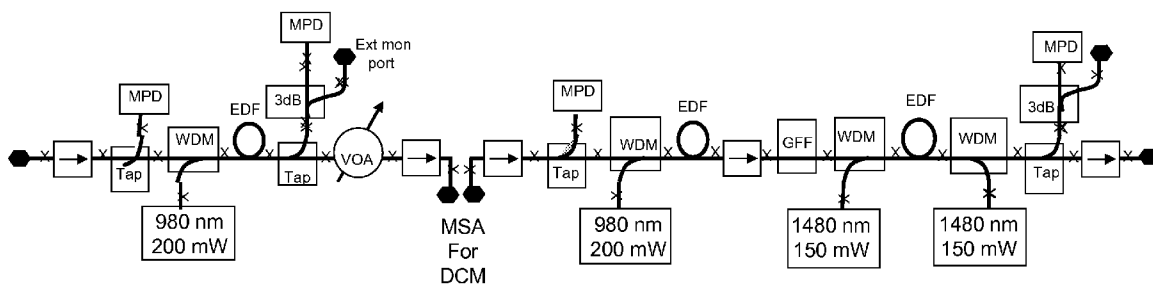 MPD
Ext mon
port
MPD
3dB
EDF
WDM
Tap
Tap
VOA
980 nm
200 mW
MSA
For
DCM
MPD
EDF
WDM
Tap
980 nm
200 mW
GFF
WDM
EDF
WDM
1480 nm
150 mW
1480 nm
150 mW
MPD
3dB
Tap